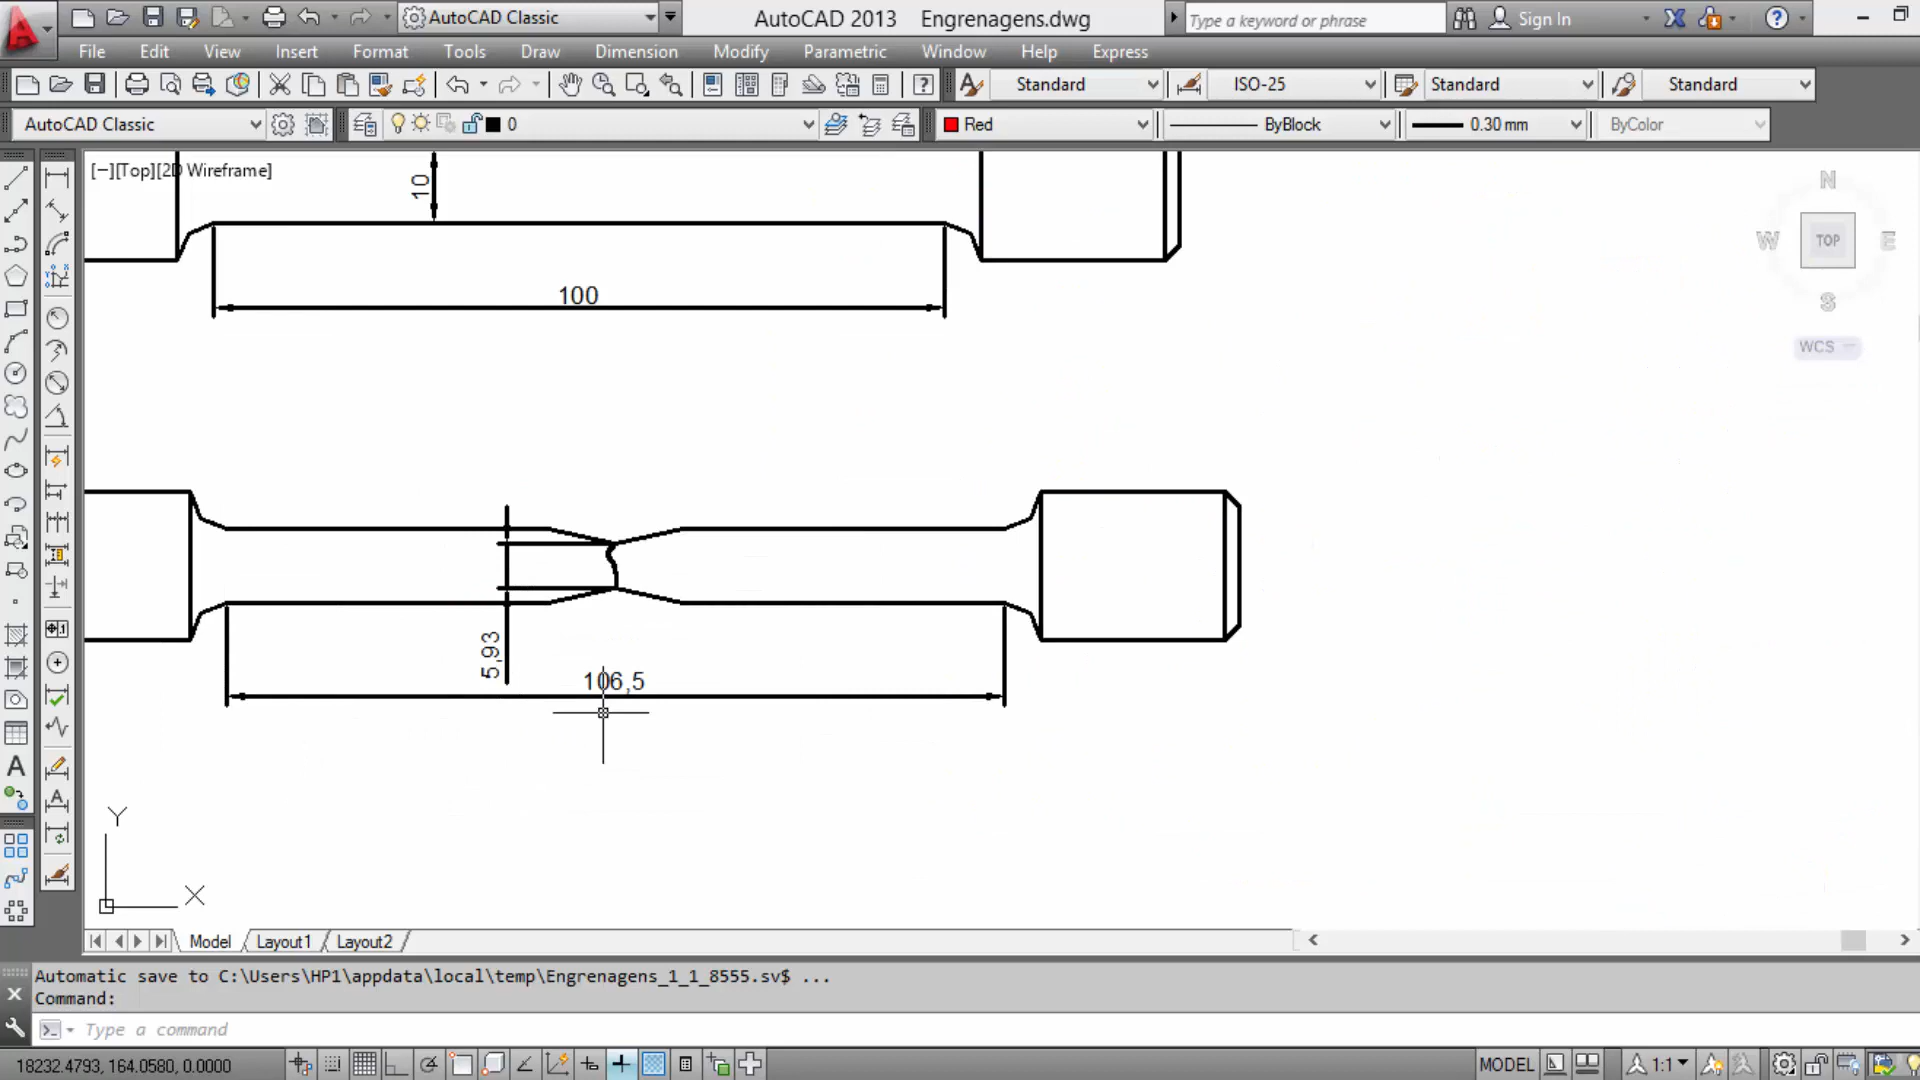 AutoCAD Classic
AutoCAD 2013 Engrenagens.dwg
Type a keyword or phrase
Sign In
File Edit View Insert Format Tools Draw Dimension Modify Parametric Window Help Express
Standard ISO-25 Standard Standard
AutoCAD Classic 0 Red ByBlock 0.30 mm ByColor
[−][Top][2D Wireframe]
N
W TOP E
S
WCS
10
100
5,93
106,5
Y
X
Model Layout1 Layout2
Automatic save to C:\Users\HP1\appdata\local\temp\Engrenagens_1_1_8555.sv$ ...
Command:
Type a command
18232.4793, 164.0580, 0.0000
MODEL 1:1